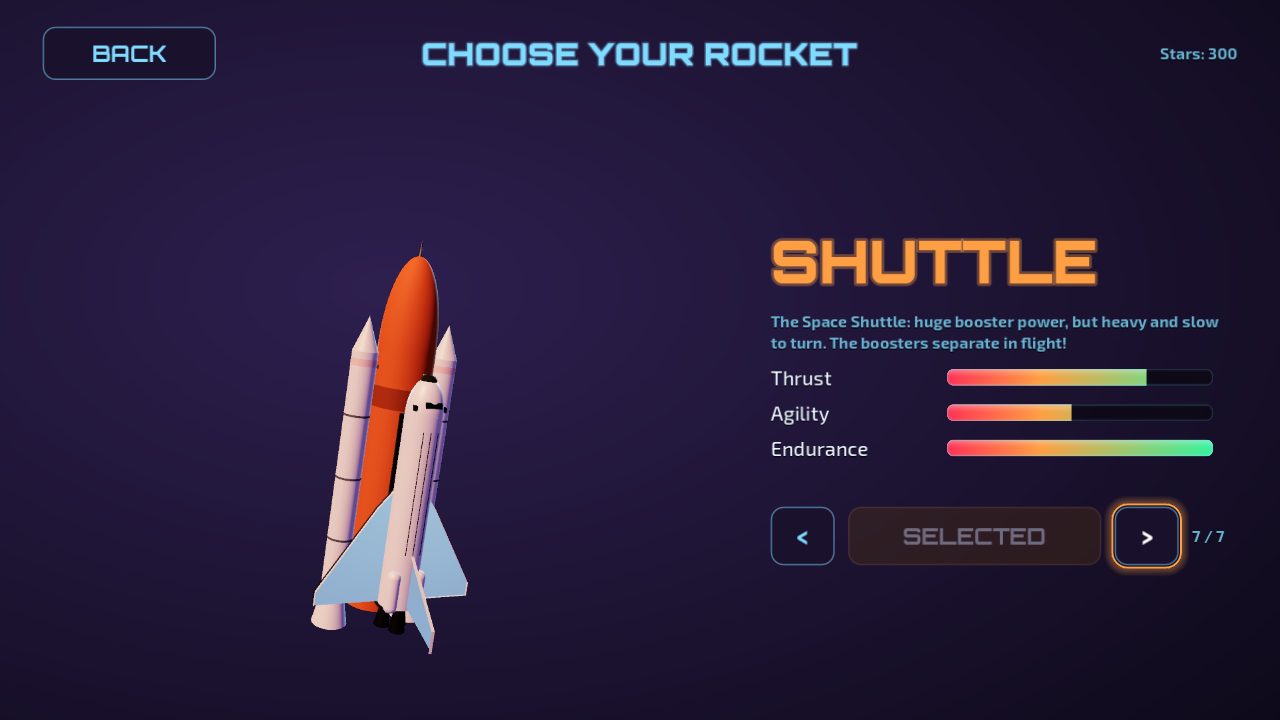 BACK
CHOOSE YOUR ROCKET
Stars: 300
SHUTTLE
The Space Shuttle: huge booster power, but heavy and slow
to turn. The boosters separate in flight!
Thrust
Agility
Endurance
< SELECTED > 7 / 7